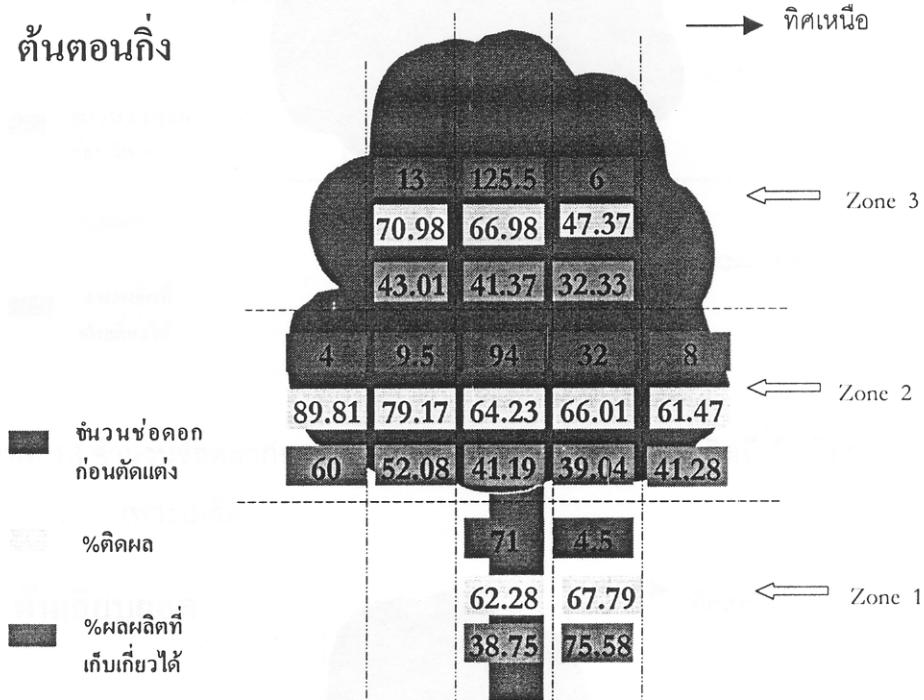 ทิศเหนือ
ต้นตอนกิ่ง
13 125.5 6
Zone 3
70.98 66.98 47.37
43.01 41.37 32.33
4 9.5 94 32 8
Zone 2
89.81 79.17 64.23 66.01 61.47
จำนวนช่อดอก
ก่อนตัดแต่ง
60 52.08 41.19 39.04 41.28
%ติดผล
71 4.5
62.28 67.79
Zone 1
%ผลผลิตที่
เก็บเกี่ยวได้
38.75 75.58